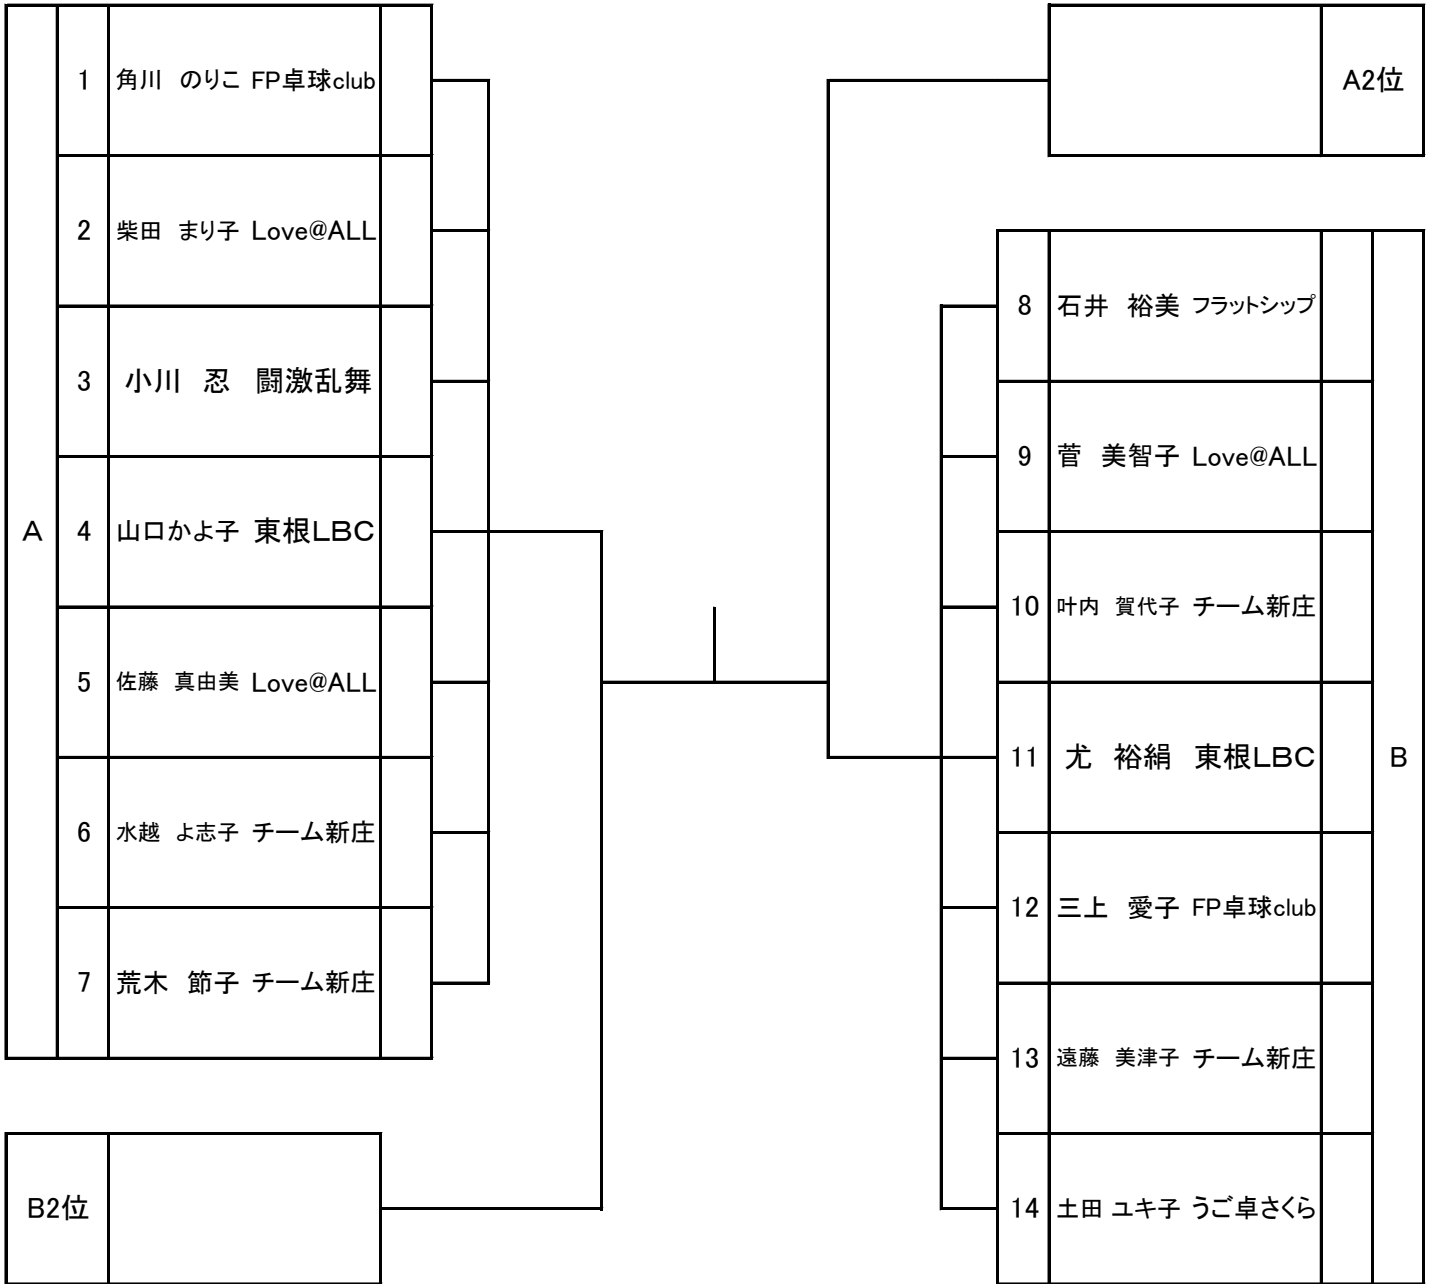 A
1 角川　のりこ FP卓球club
2 柴田　まり子 Love@ALL
3 小川　忍　闘激乱舞
4 山口かよ子 東根LBC
5 佐藤　真由美 Love@ALL
6 水越　よ志子 チーム新庄
7 荒木　節子 チーム新庄
B2位
A2位
8 石井　裕美 フラットシップ
9 菅　美智子 Love@ALL
10 叶内　賀代子 チーム新庄
11 尤　裕絹　東根LBC
12 三上　愛子 FP卓球club
13 遠藤　美津子 チーム新庄
14 土田 ユキ子 うご卓さくら
B